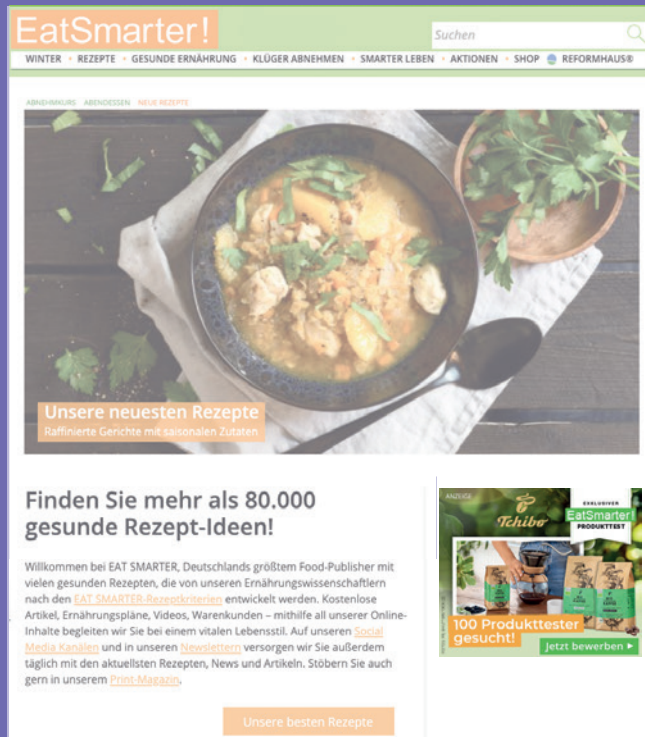 EatSmarter!
Suchen
WINTER • REZEPTE • GESUNDE ERNÄHRUNG • KLÜGER ABNEHMEN • SMARTER LEBEN • AKTIONEN • SHOP REFORMHAUS®
ABNEHMKURS ABENDESSEN NEUE REZEPTE
Unsere neuesten Rezepte
Raffinierte Gerichte mit saisonalen Zutaten
Finden Sie mehr als 80.000
gesunde Rezept-Ideen!
Willkommen bei EAT SMARTER, Deutschlands größtem Food-Publisher mit
vielen gesunden Rezepten, die von unseren Ernährungswissenschaftlern
nach den EAT SMARTER-Rezeptkriterien entwickelt werden. Kostenlose
Artikel, Ernährungspläne, Videos, Warenkunden – mithilfe all unserer Online-
Inhalte begleiten wir Sie bei einem vitalen Lebensstil. Auf unseren Social
Media Kanälen und in unseren Newslettern versorgen wir Sie außerdem
täglich mit den aktuellsten Rezepten, News und Artikeln. Stöbern Sie auch
gern in unserem Print-Magazin.
Unsere besten Rezepte
ANZEIGE
Tchibo
EXKLUSIVER
EatSmarter!
PRODUKTTEST
100 Produkttester
gesucht!
Jetzt bewerben